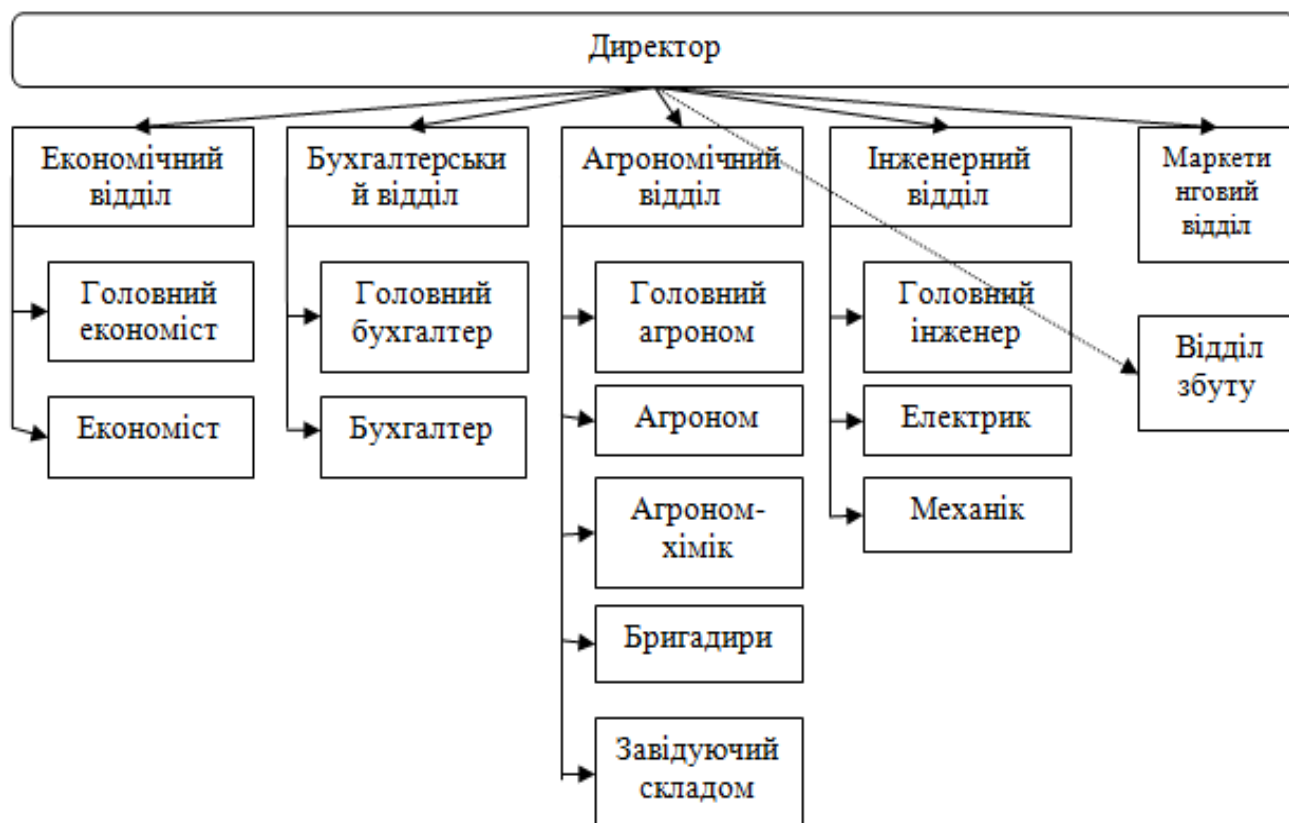 Директор
Економічний
відділ
Бухгалтерськи
й відділ
Агрономічний
відділ
Інженерний
відділ
Маркети
нговий
відділ
Головний
економіст
Економіст
Головний
бухгалтер
Бухгалтер
Головний
агроном
Агроном
Агроном-
хімік
Бригадири
Завідуючий
складом
Головний
інженер
Електрик
Механік
Відділ
збуту